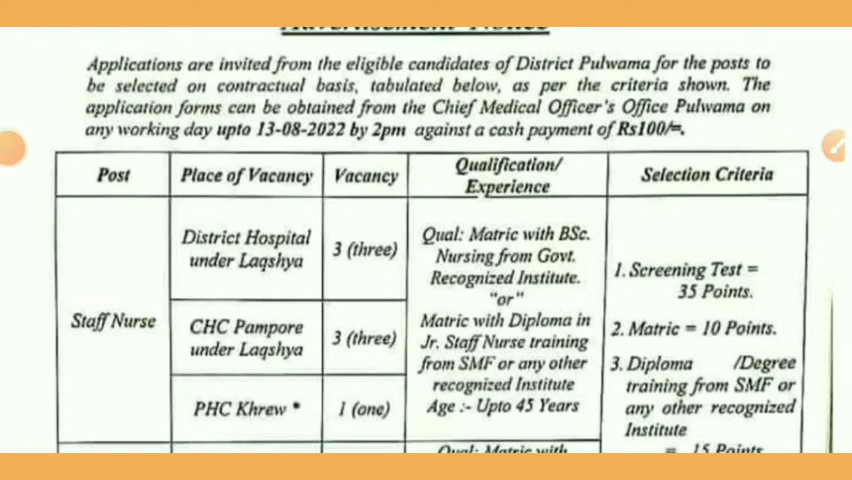 Advertisement Notice
Applications are invited from the eligible candidates of District Pulwama for the posts to
be selected on contractual basis, tabulated below, as per the criteria shown. The
application forms can be obtained from the Chief Medical Officer's Office Pulwama on
any working day upto 13-08-2022 by 2pm against a cash payment of Rs100/=.
Post
Place of Vacancy
Vacancy
Qualification/
Experience
Selection Criteria
Staff Nurse
District Hospital
under Laqshya
3 (three)
CHC Pampore
under Laqshya
3 (three)
PHC Khrew *
1 (one)
Qual: Matric with BSc.
Nursing from Govt.
Recognized Institute.
"or"
Matric with Diploma in
Jr. Staff Nurse training
from SMF or any other
recognized Institute
Age :- Upto 45 Years
1. Screening Test =
35 Points.
2. Matric = 10 Points.
3. Diploma /Degree
training from SMF or
any other recognized
Institute
= 15 Points
Qual: Matric with